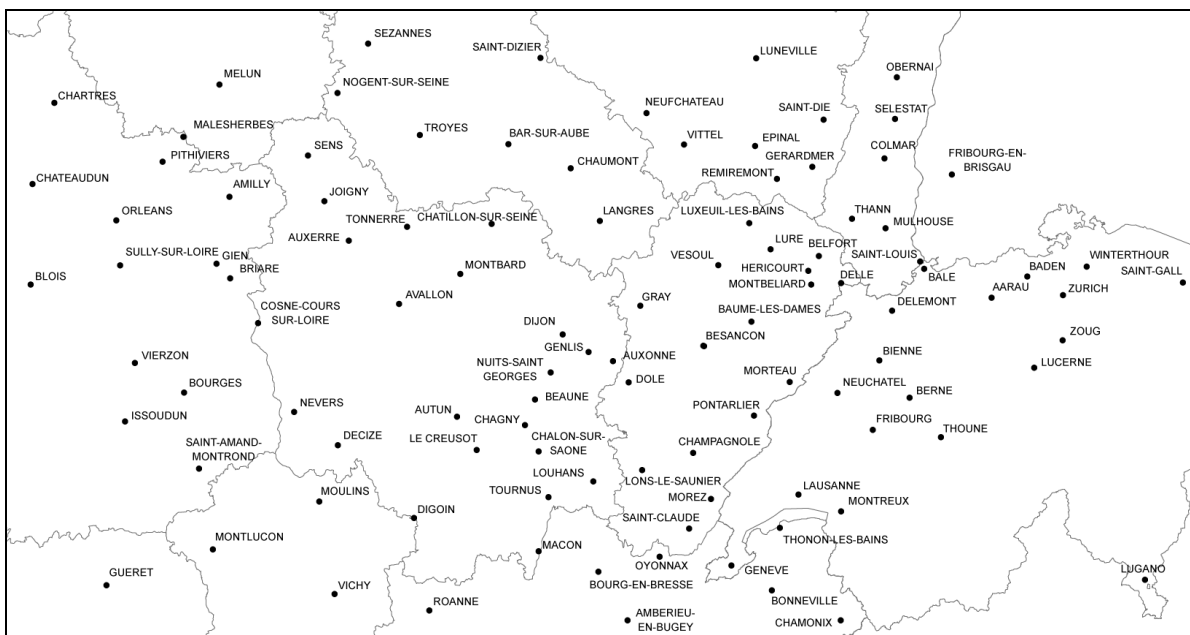 SEZANNES
SAINT-DIZIER
LUNEVILLE
OBERNAI
MELUN
NOGENT-SUR-SEINE
CHARTRES
NEUFCHATEAU
SAINT-DIE
SELESTAT
MALESHERBES
TROYES
BAR-SUR-AUBE
VITTEL
EPINAL
COLMAR
PITHIVIERS
SENS
CHAUMONT
GERARDMER
FRIBOURG-EN-
BRISGAU
REMIREMONT
CHATEAUDUN
AMILLY
JOIGNY
ORLEANS
TONNERRE
CHATILLON-SUR-SEINE
LANGRES
LUXEUIL-LES-BAINS
THANN
MULHOUSE
AUXERRE
LURE
BELFORT
SULLY-SUR-LOIRE
GIEN
VESOUL
SAINT-LOUIS
WINTERTHOUR
BLOIS
BRIARE
MONTBARD
HERICOURT
DELLE
BALE
BADEN
SAINT-GALL
MONTBELIARD
AARAU
ZURICH
COSNE-COURS
SUR-LOIRE
AVALLON
GRAY
BAUME-LES-DAMES
DELEMONT
DIJON
GENLIS
BESANCON
ZOUG
VIERZON
NUITS-SAINT
GEORGES
AUXONNE
BIENNE
LUCERNE
BOURGES
DOLE
MORTEAU
NEUCHATEL
BERNE
ISSOUDUN
NEVERS
AUTUN
BEAUNE
PONTARLIER
CHAGNY
FRIBOURG
THOUNE
SAINT-AMAND-
MONTROND
DECIZE
LE CREUSOT
CHALON-SUR-
SAONE
CHAMPAGNOLE
LOUHANS
LONS-LE-SAUNIER
LAUSANNE
MOULINS
TOURNUS
MOREZ
MONTREUX
DIGOIN
SAINT-CLAUDE
MONTLUCON
MACON
THONON-LES-BAINS
OYONNAX
GENEVE
LUGANO
GUERET
VICHY
BOURG-EN-BRESSE
BONNEVILLE
ROANNE
AMBERIEU-
EN-BUGEY
CHAMONIX